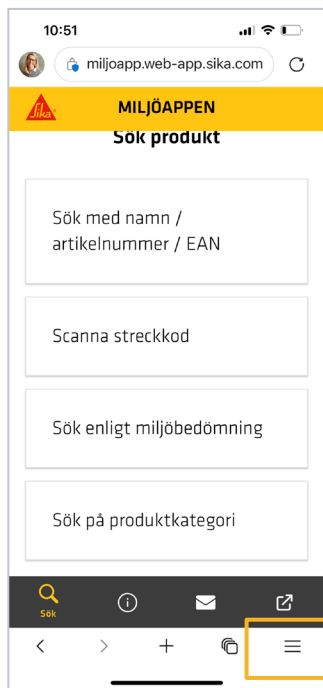 10:51
miljoapp.web-app.sika.com
Sika
MILJÖAPPEN
Sök produkt
Sök med namn /
artikelnummer / EAN
Scanna streckkod
Sök enligt miljöbedömning
Sök på produktkategori
Sök